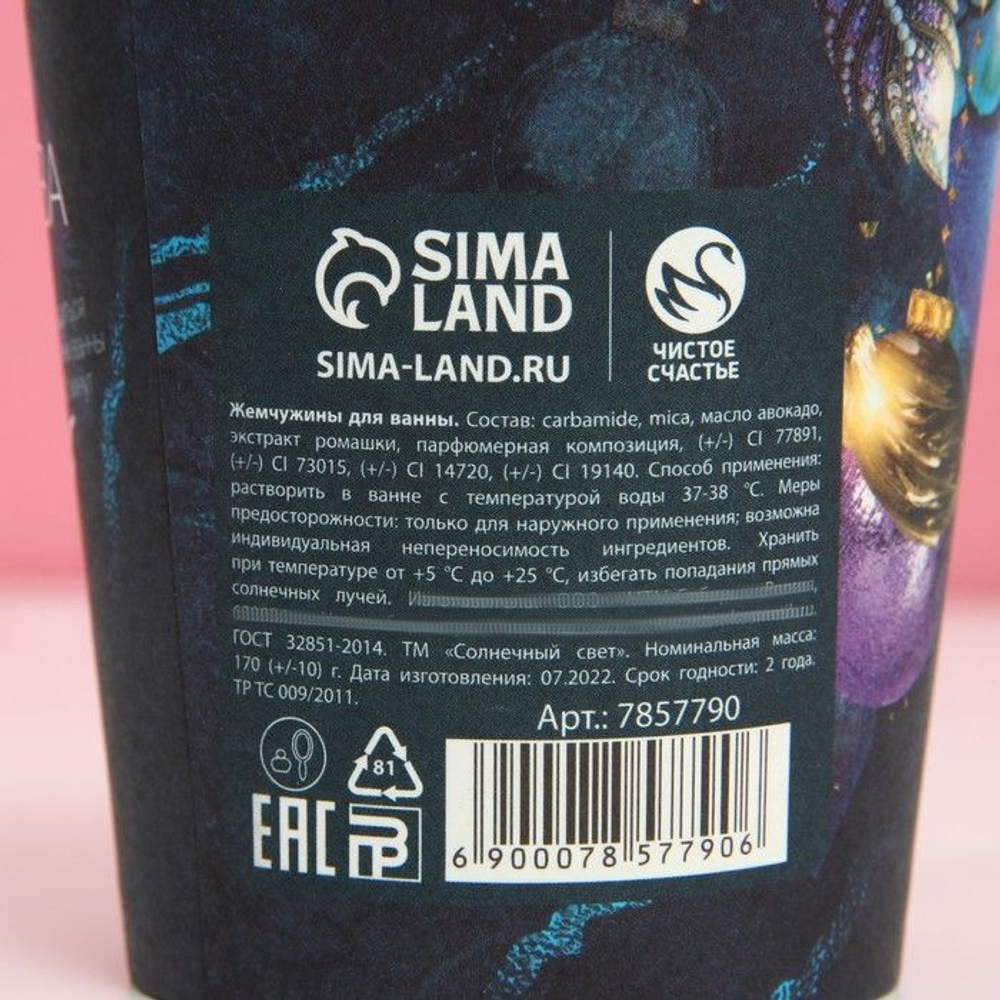 SIMA
LAND
SIMA-LAND.RU
ЧИСТОЕ
СЧАСТЬЕ
Жемчужины для ванны. Состав: carbamide, mica, масло авокадо,
экстракт ромашки, парфюмерная композиция, (+/-) CI 77891,
(+/-) CI 73015, (+/-) CI 14720, (+/-) CI 19140. Способ применения:
растворить в ванне с температурой воды 37-38 °C. Меры
предосторожности: только для наружного применения; возможна
индивидуальная непереносимость ингредиентов. Хранить
при температуре от +5 °C до +25 °C, избегать попадания прямых
солнечных лучей.
ГОСТ 32851-2014. ТМ «Солнечный свет». Номинальная масса:
170 (+/-10) г. Дата изготовления: 07.2022. Срок годности: 2 года.
ТР ТС 009/2011.
Арт.: 7857790
81
EAC
РБ
6 900078 577906